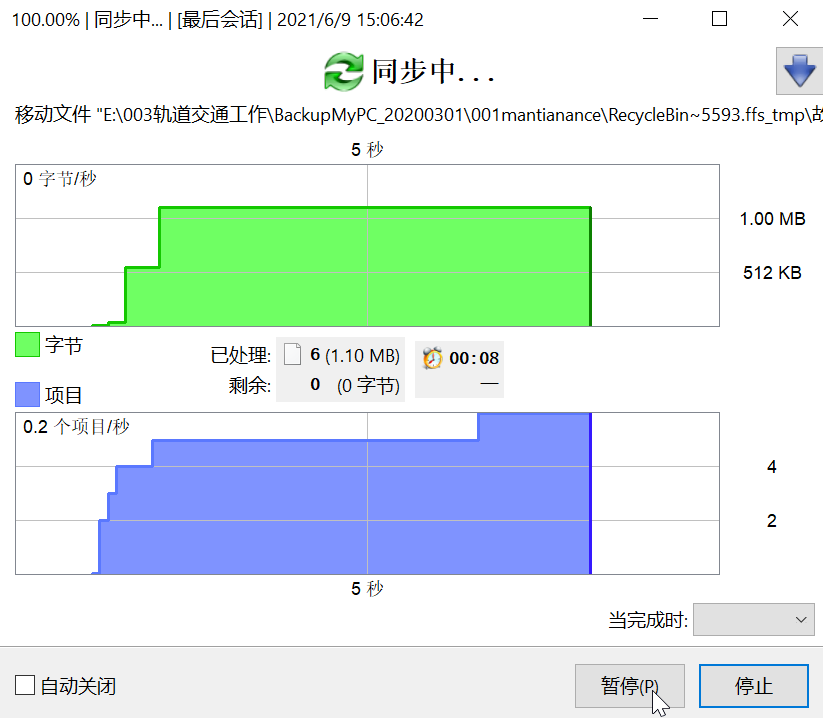 100.00% | 同步中... | [最后会话] | 2021/6/9 15:06:42
同步中...
移动文件 "E:\003轨道交通工作\BackupMyPC_20200301\001mantianance\RecycleBin~5593.ffs_tmp\故
5 秒
0 字节/秒
1.00 MB
512 KB
字节
项目
已处理: 6 (1.10 MB)
剩余: 0 (0 字节)
00:08
—
0.2 个项目/秒
4
2
5 秒
当完成时:
自动关闭
暂停(P)
停止